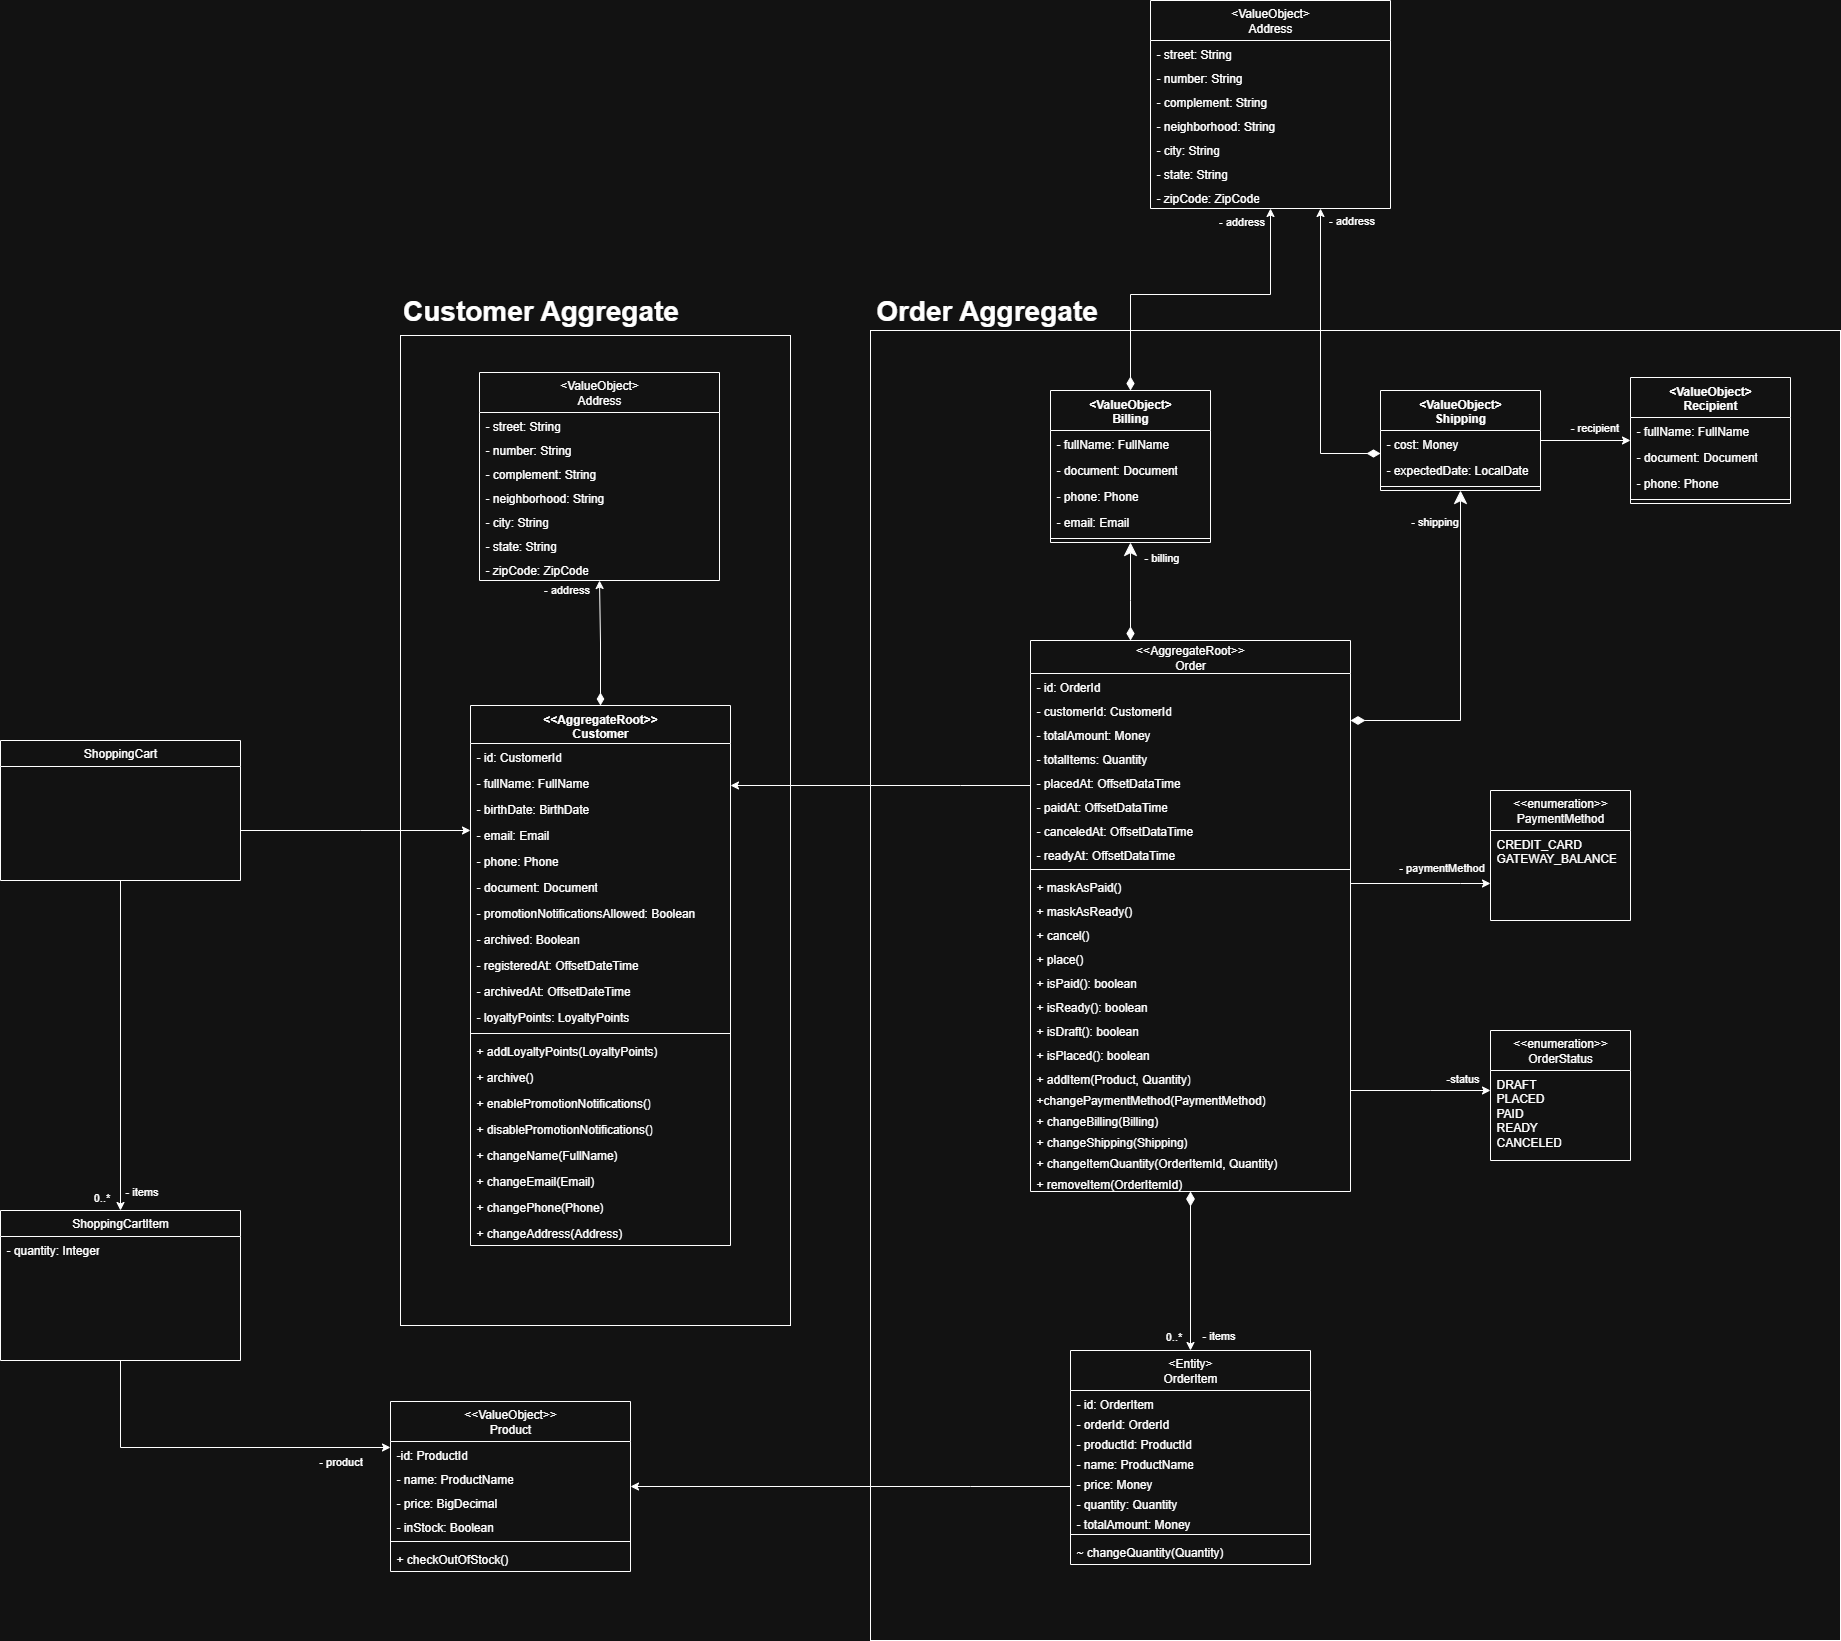 <ValueObject>
Address
- street: String
- number: String
- complement: String
- neighborhood: String
- city: String
- state: String
- zipCode: ZipCode
- address
- address
Customer Aggregate
<ValueObject>
Address
- street: String
- number: String
- complement: String
- neighborhood: String
- city: String
- state: String
- zipCode: ZipCode
- address
<<AggregateRoot>>
Customer
- id: CustomerId
- fullName: FullName
- birthDate: BirthDate
- email: Email
- phone: Phone
- document: Document
- promotionNotificationsAllowed: Boolean
- archived: Boolean
- registeredAt: OffsetDateTime
- archivedAt: OffsetDateTime
- loyaltyPoints: LoyaltyPoints
+ addLoyaltyPoints(LoyaltyPoints)
+ archive()
+ enablePromotionNotifications()
+ disablePromotionNotifications()
+ changeName(FullName)
+ changeEmail(Email)
+ changePhone(Phone)
+ changeAddress(Address)
Order Aggregate
<ValueObject>
Billing
- fullName: FullName
- document: Document
- phone: Phone
- email: Email
- billing
<ValueObject>
Shipping
- cost: Money
- expectedDate: LocalDate
- shipping
- recipient
<ValueObject>
Recipient
- fullName: FullName
- document: Document
- phone: Phone
<<AggregateRoot>>
Order
- id: OrderId
- customerId: CustomerId
- totalAmount: Money
- totalItems: Quantity
- placedAt: OffsetDataTime
- paidAt: OffsetDataTime
- canceledAt: OffsetDataTime
- readyAt: OffsetDataTime
+ maskAsPaid()
+ maskAsReady()
+ cancel()
+ place()
+ isPaid(): boolean
+ isReady(): boolean
+ isDraft(): boolean
+ isPlaced(): boolean
+ addItem(Product, Quantity)
+changePaymentMethod(PaymentMethod)
+ changeBilling(Billing)
+ changeShipping(Shipping)
+ changeItemQuantity(OrderItemId, Quantity)
+ removeItem(OrderItemId)
- paymentMethod
<<enumeration>>
PaymentMethod
CREDIT_CARD
GATEWAY_BALANCE
-status
<<enumeration>>
OrderStatus
DRAFT
PLACED
PAID
READY
CANCELED
0..*
- items
<Entity>
OrderItem
- id: OrderItem
- orderId: OrderId
- productId: ProductId
- name: ProductName
- price: Money
- quantity: Quantity
- totalAmount: Money
~ changeQuantity(Quantity)
ShoppingCart
0..*
- items
ShoppingCartItem
- quantity: Integer
- product
<<ValueObject>>
Product
-id: ProductId
- name: ProductName
- price: BigDecimal
- inStock: Boolean
+ checkOutOfStock()